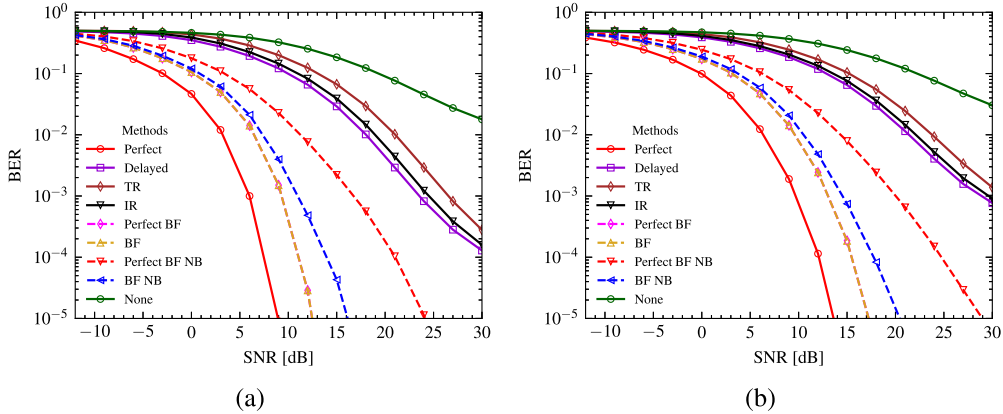 10^0
10^-1
10^-2
10^-3
10^-4
10^-5
BER
Methods
Perfect
Delayed
TR
IR
Perfect BF
BF
Perfect BF NB
BF NB
None
−10 −5 0 5 10 15 20 25 30
SNR [dB]
(a)
10^0
10^-1
10^-2
10^-3
10^-4
10^-5
BER
Methods
Perfect
Delayed
TR
IR
Perfect BF
BF
Perfect BF NB
BF NB
None
−10 −5 0 5 10 15 20 25 30
SNR [dB]
(b)